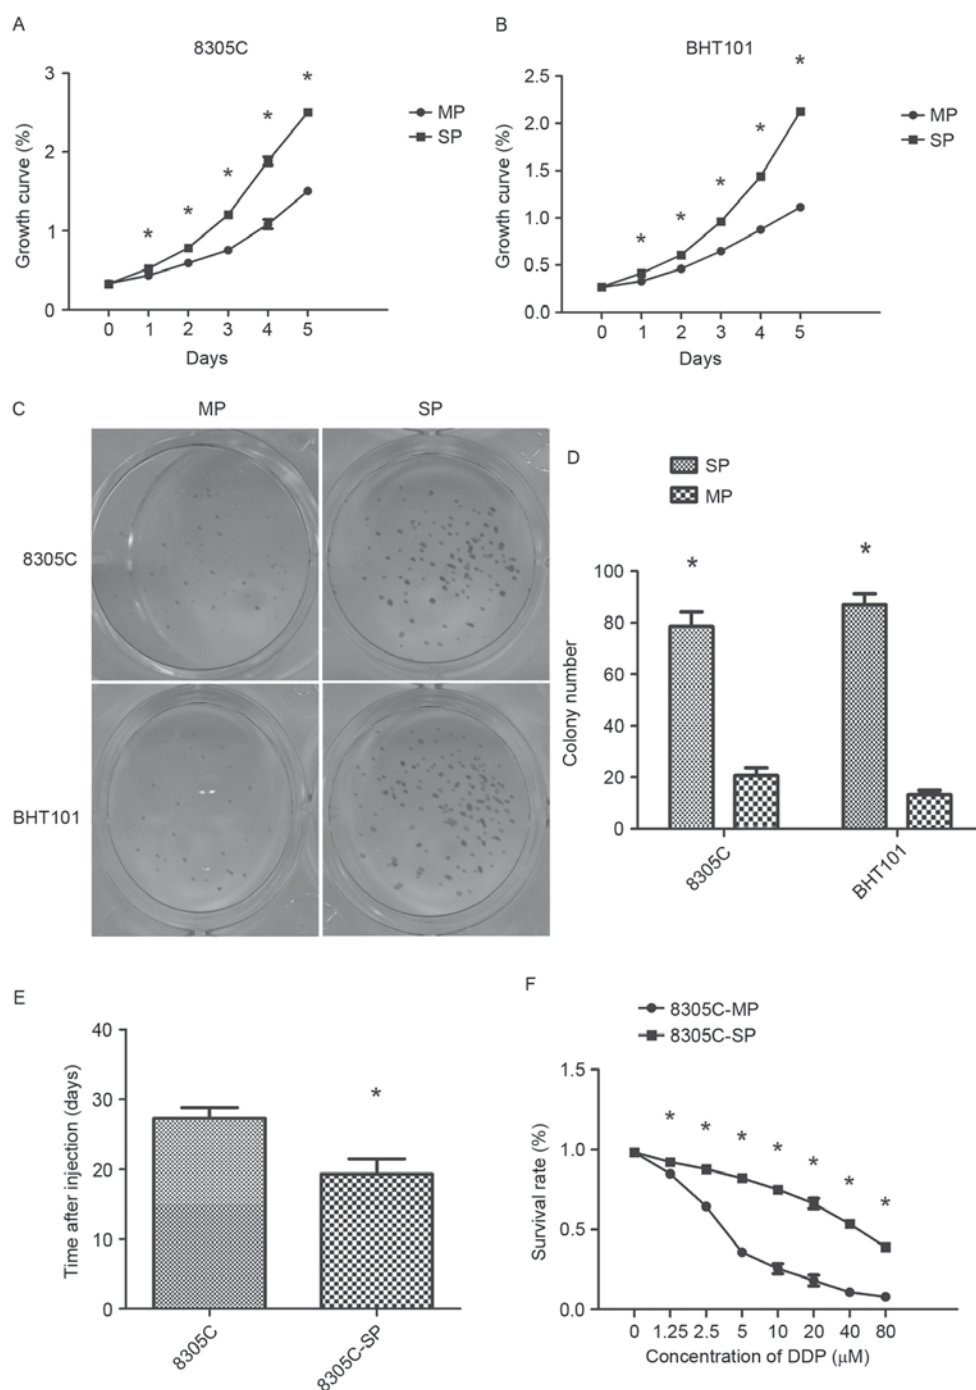 A
8305C
Growth curve (%)
3
2
1
0
*
*
*
*
*
MP
SP
0 1 2 3 4 5
Days
B
BHT101
Growth curve (%)
2.5
2.0
1.5
1.0
0.5
0.0
*
*
*
*
*
MP
SP
0 1 2 3 4 5
Days
C
MP SP
8305C
BHT101
D
SP
MP
Colony number
100
80
60
40
20
0
* *
8305C BHT101
E
Time after injection (days)
40
30
20
10
0
*
8305C 8305C-SP
F
8305C-MP
8305C-SP
Survival rate (%)
1.5
1.0
0.5
0.0
* * * * * * *
0 1.25 2.5 5 10 20 40 80
Concentration of DDP (μM)